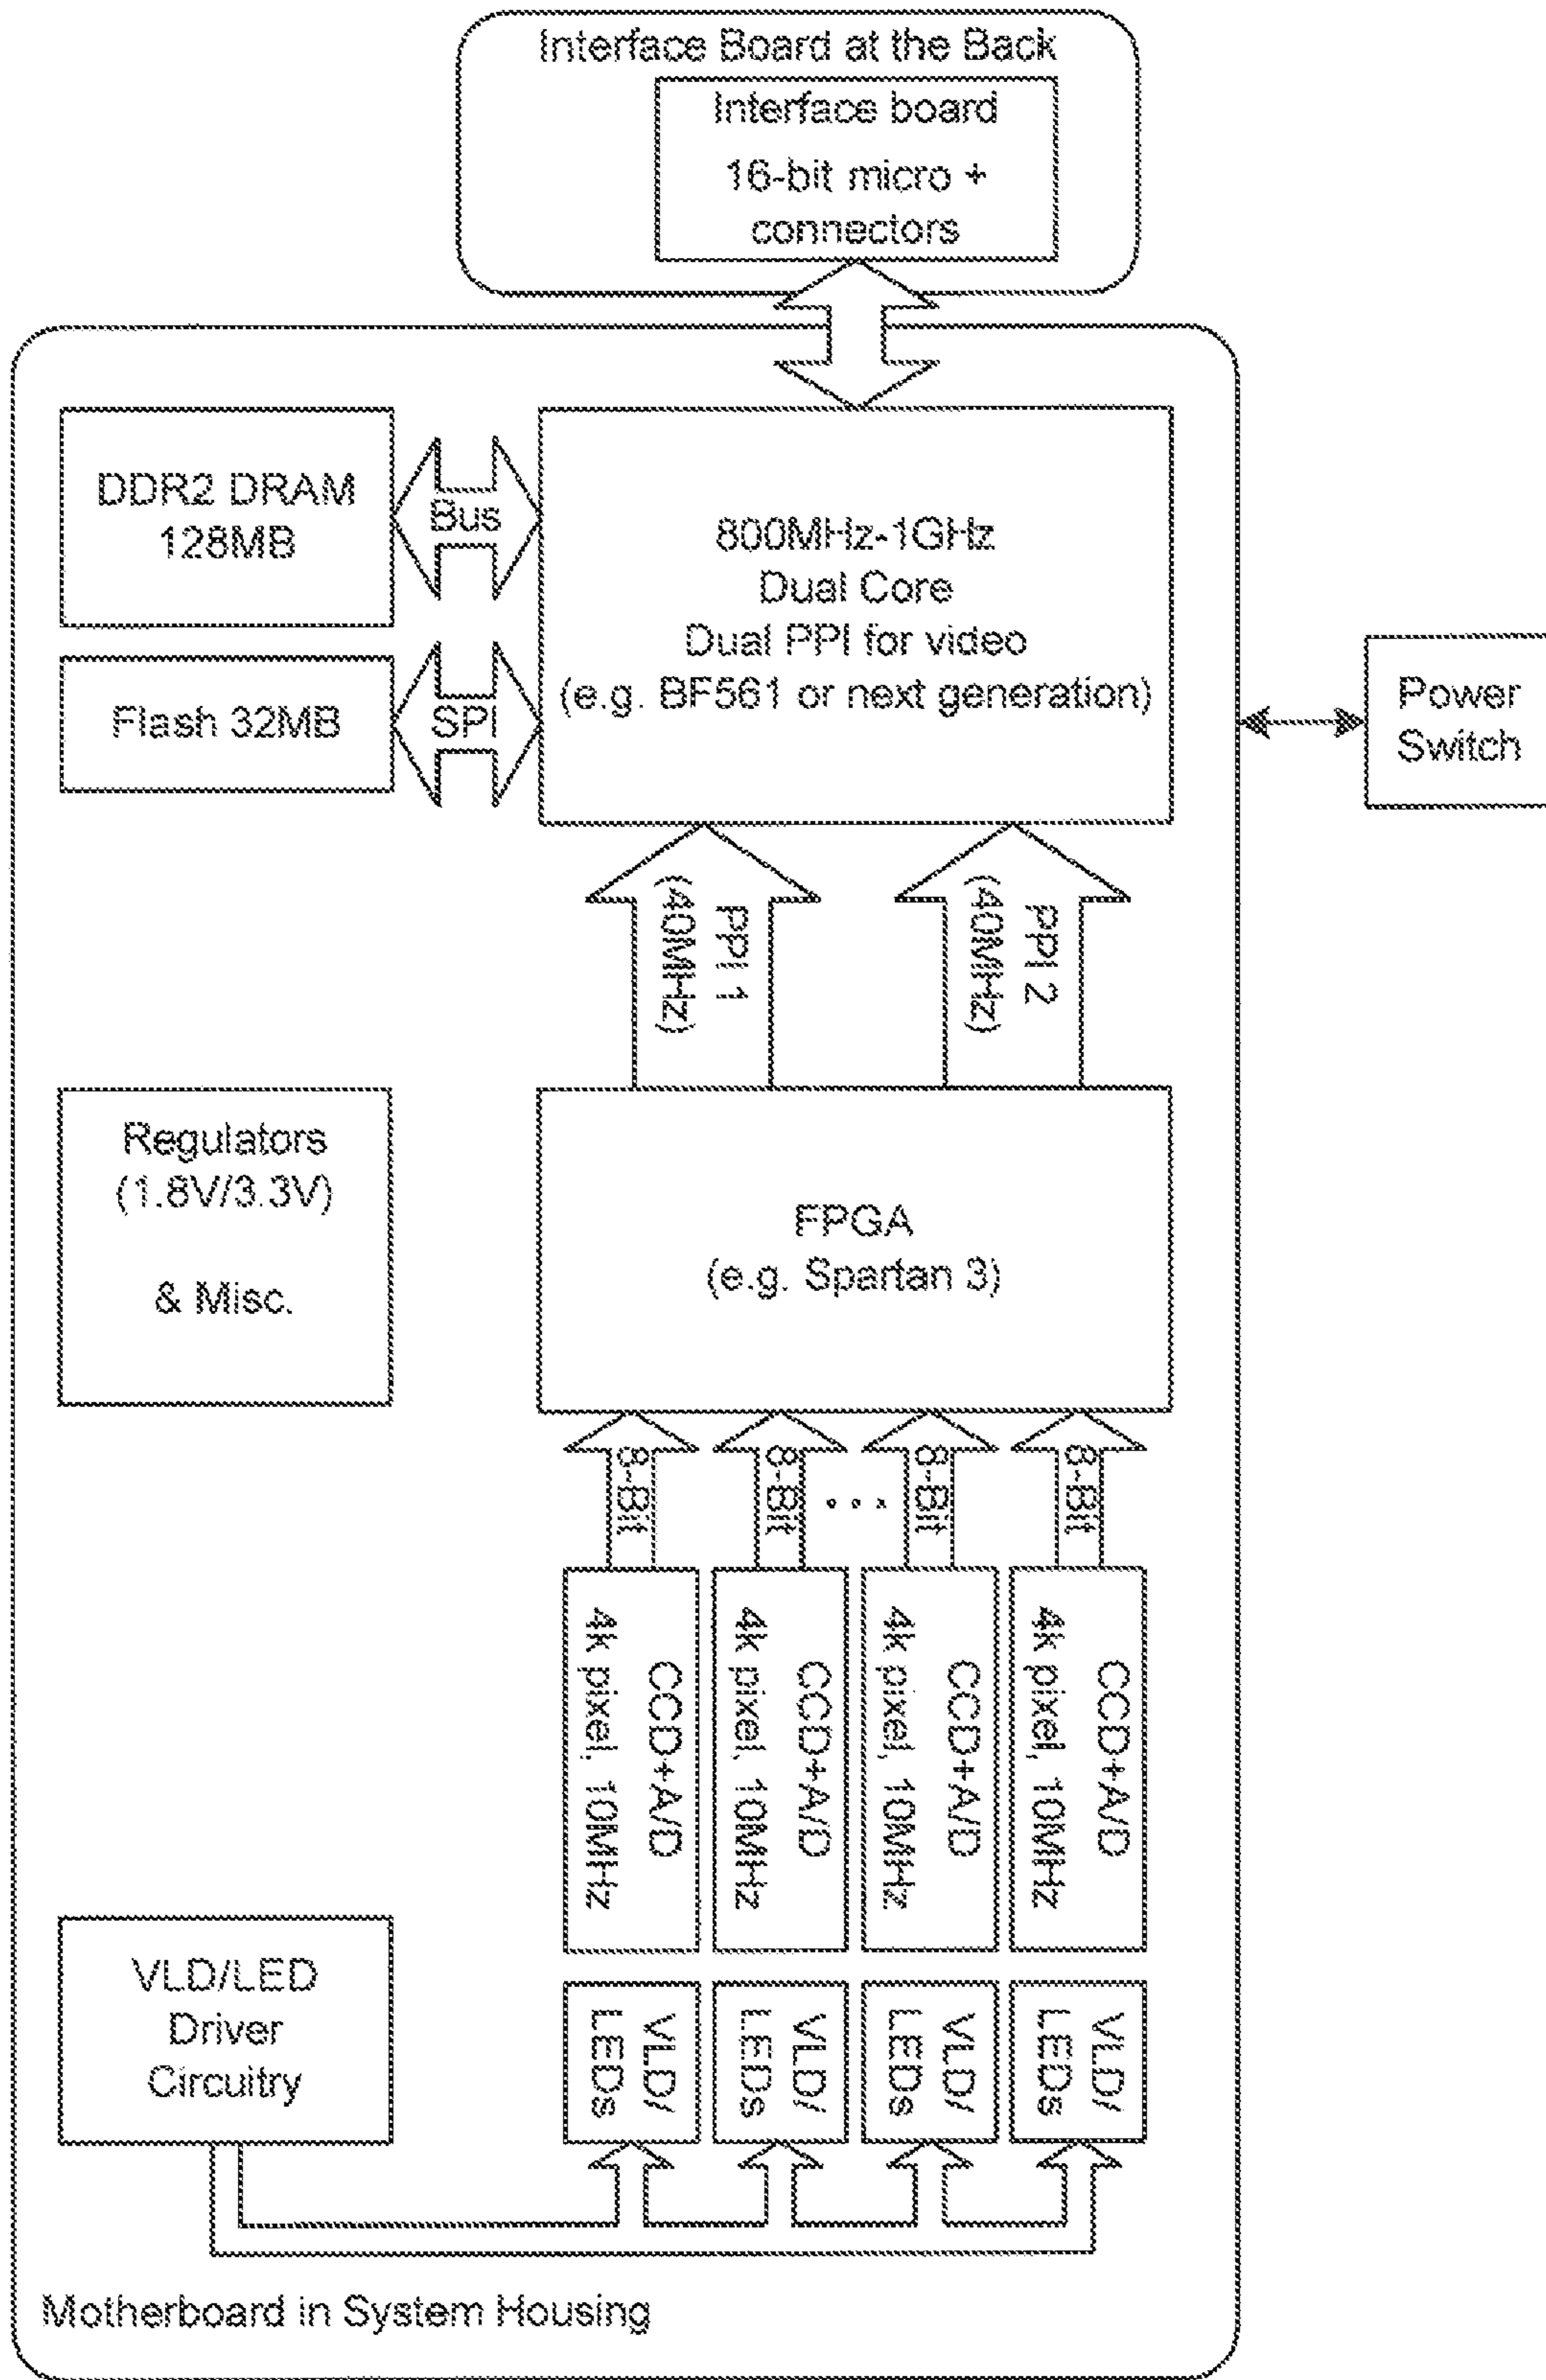 Interface Board at the Back
Interface board
16-bit micro +
connectors
DDR2 DRAM
128MB
Bus
800MHz-1GHz
Dual Core
Dual PPI for video
(e.g. BF561 or next generation)
Flash 32MB
SPI
Power
Switch
PPI 1
(40MHz)
PPI 2
(40MHz)
Regulators
(1.8V/3.3V)
& Misc.
FPGA
(e.g. Spartan 3)
8-Bit
8-Bit
...
8-Bit
8-Bit
CCD+A/D
4k pixel, 10MHz
CCD+A/D
4k pixel, 10MHz
CCD+A/D
4k pixel, 10MHz
CCD+A/D
4k pixel, 10MHz
VLD/LED
Driver
Circuitry
VLD/
LEDs
VLD/
LEDs
VLD/
LEDs
VLD/
LEDs
Motherboard in System Housing